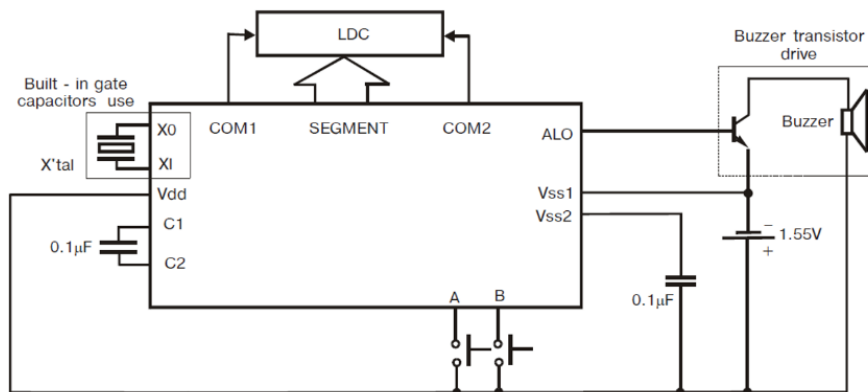 LDC
Buzzer transistor
drive
Built - in gate
capacitors use
X0
COM1
SEGMENT
COM2
ALO
Buzzer
X'tal
XI
Vdd
Vss1
Vss2
C1
0.1µF
C2
−
1.55V
+
A
B
0.1µF